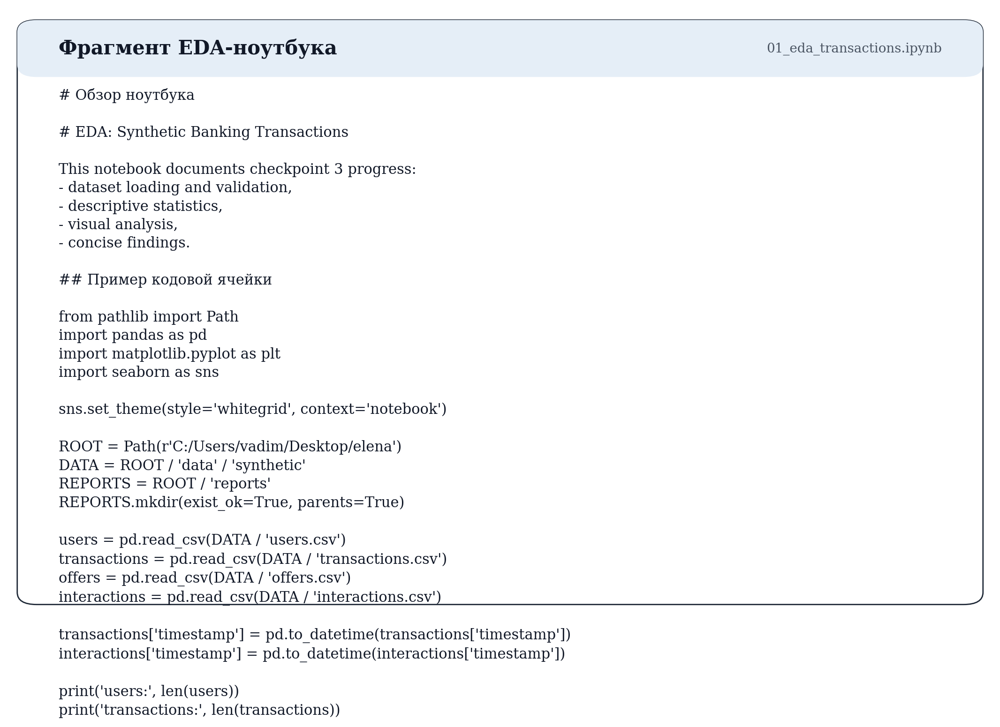 Фрагмент EDA-ноутбука
01_eda_transactions.ipynb
# Обзор ноутбука
# EDA: Synthetic Banking Transactions
This notebook documents checkpoint 3 progress:
- dataset loading and validation,
- descriptive statistics,
- visual analysis,
- concise findings.
## Пример кодовой ячейки
from pathlib import Path
import pandas as pd
import matplotlib.pyplot as plt
import seaborn as sns
sns.set_theme(style='whitegrid', context='notebook')
ROOT = Path(r'C:/Users/vadim/Desktop/elena')
DATA = ROOT / 'data' / 'synthetic'
REPORTS = ROOT / 'reports'
REPORTS.mkdir(exist_ok=True, parents=True)
users = pd.read_csv(DATA / 'users.csv')
transactions = pd.read_csv(DATA / 'transactions.csv')
offers = pd.read_csv(DATA / 'offers.csv')
interactions = pd.read_csv(DATA / 'interactions.csv')
transactions['timestamp'] = pd.to_datetime(transactions['timestamp'])
interactions['timestamp'] = pd.to_datetime(interactions['timestamp'])
print('users:', len(users))
print('transactions:', len(transactions))